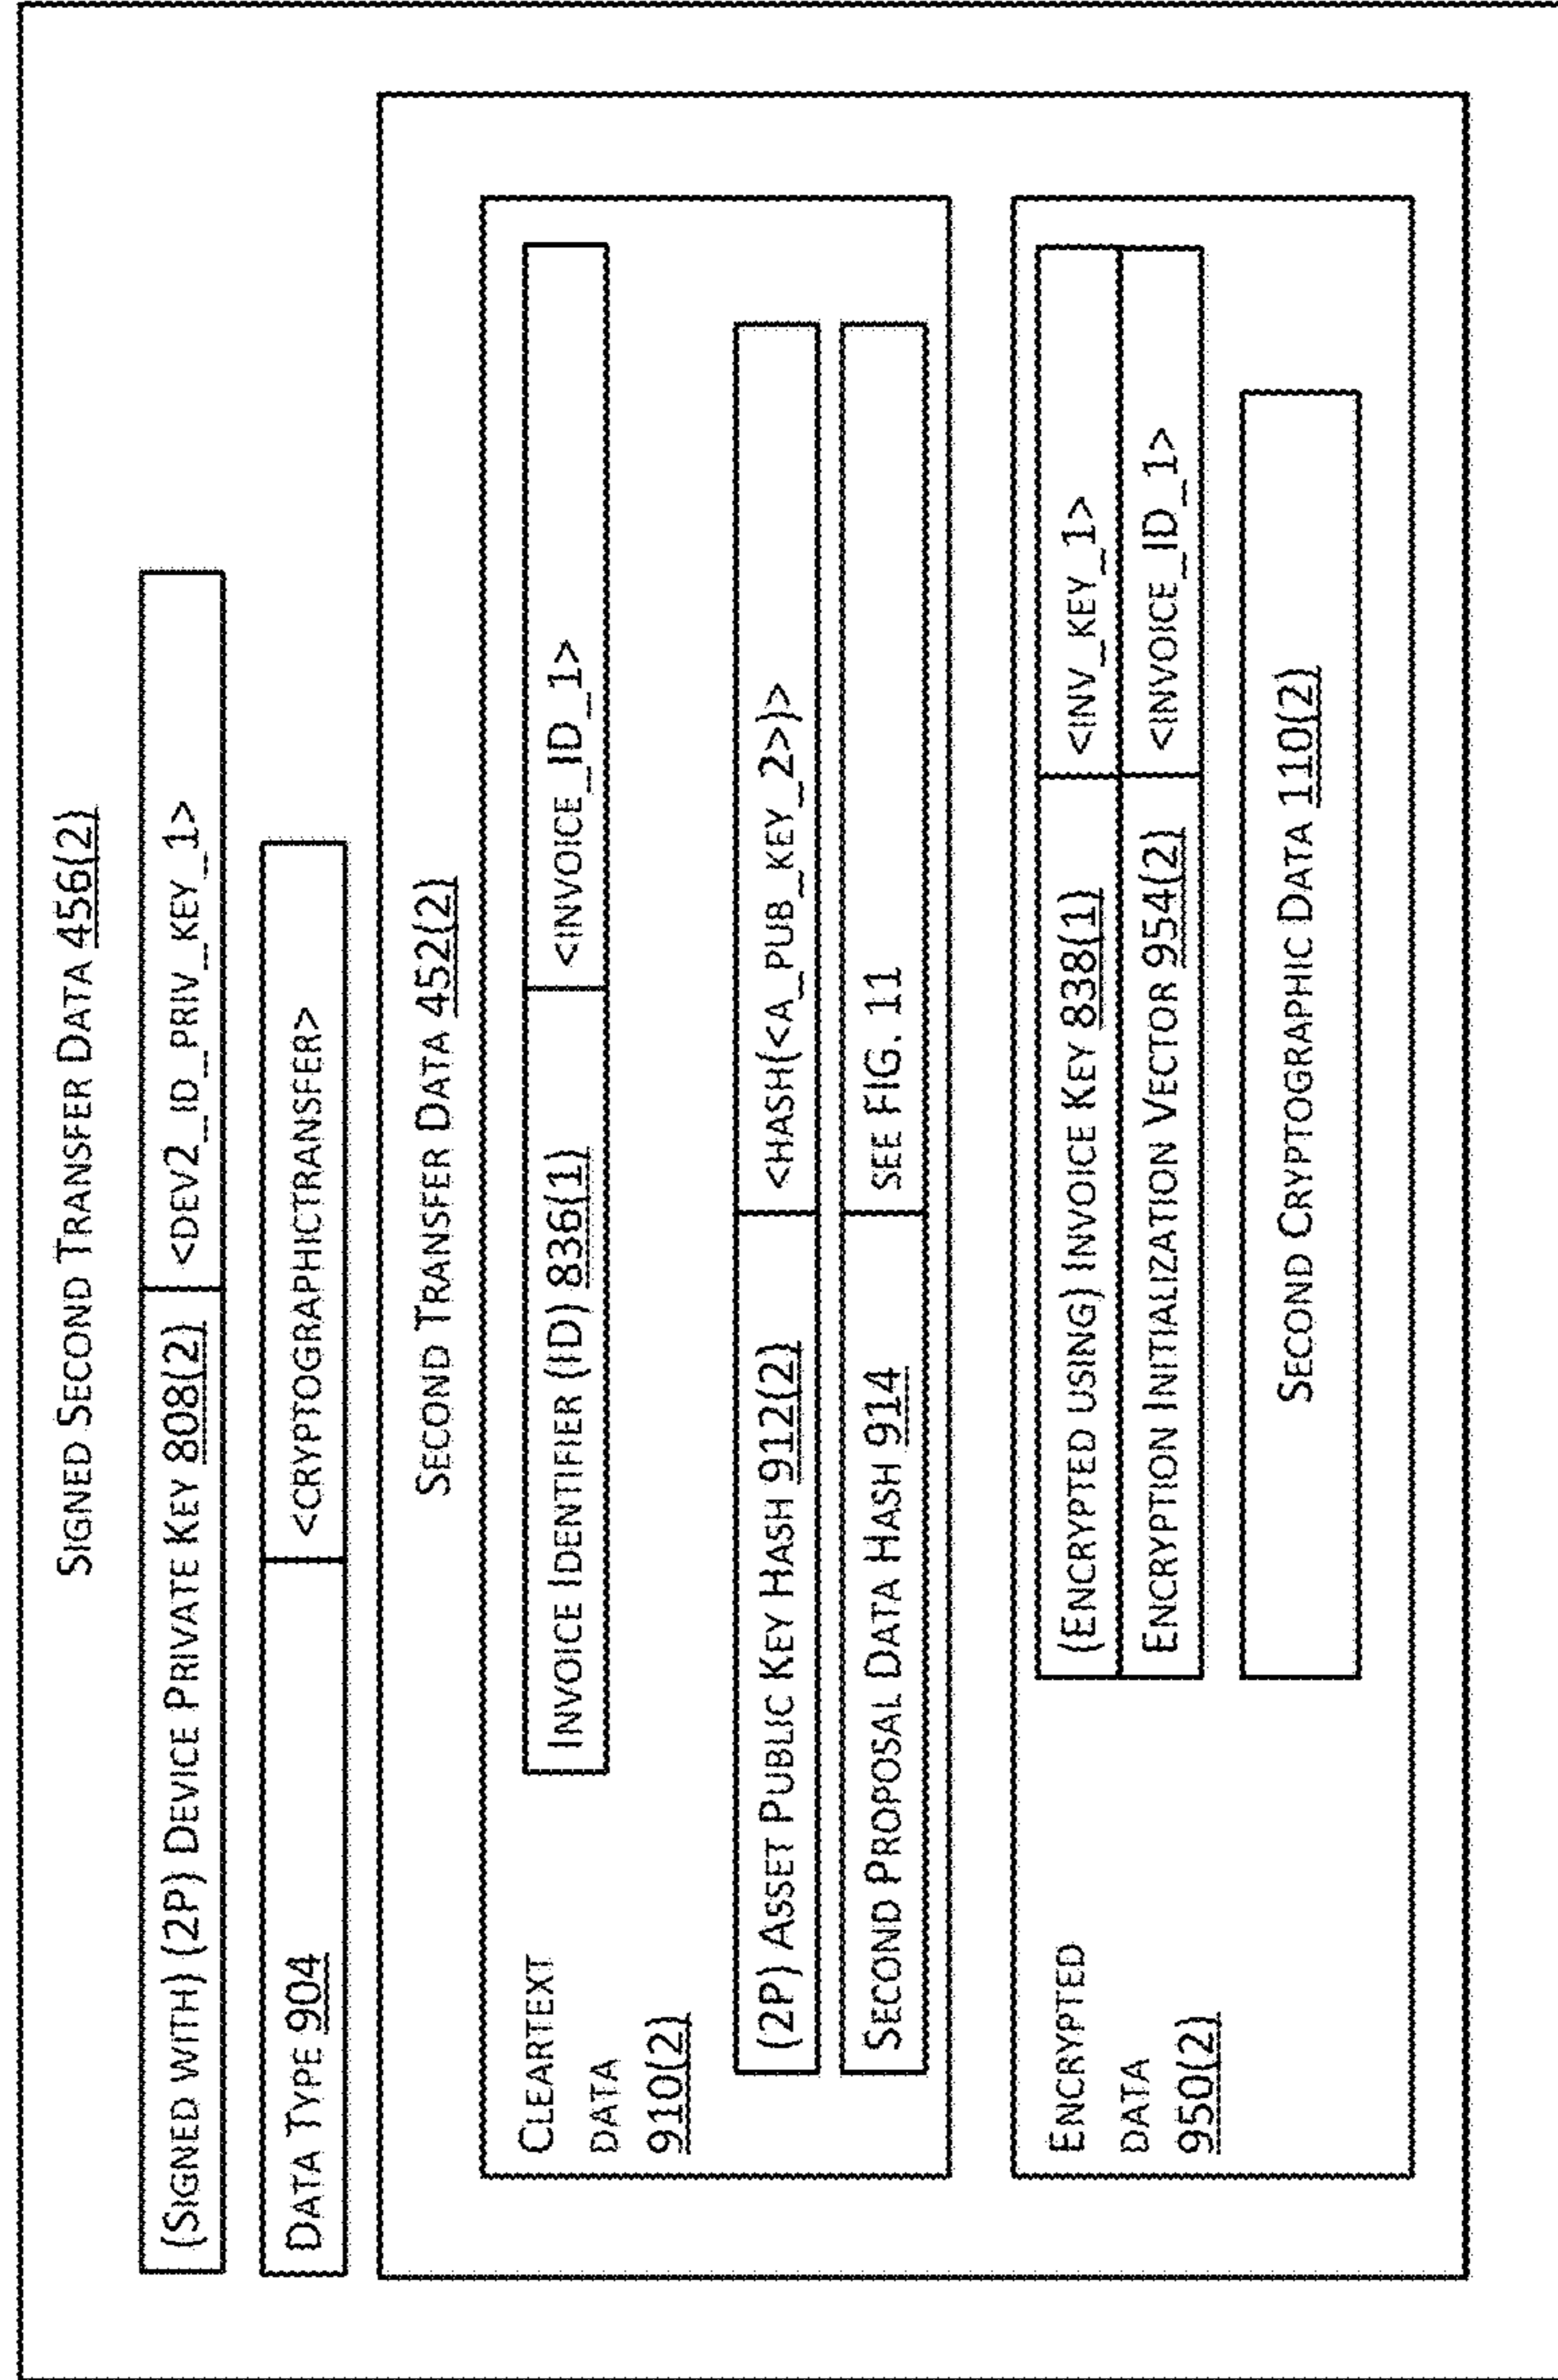 SIGNED SECOND TRANSFER DATA 456(2)
(SIGNED WITH) (2P) DEVICE PRIVATE KEY 808(2) <DEV2_ID_PRIV_KEY_1>
DATA TYPE 904 <CRYPTOGRAPHICTRANSFER>
SECOND TRANSFER DATA 452(2)
CLEARTEXT
DATA
910(2)
INVOICE IDENTIFIER (ID) 836(1) <INVOICE_ID_1>
(2P) ASSET PUBLIC KEY HASH 912(2) <HASH(<A_PUB_KEY_2>)>
SECOND PROPOSAL DATA HASH 914 SEE FIG. 11
ENCRYPTED
DATA
950(2)
(ENCRYPTED USING) INVOICE KEY 838(1) <INV_KEY_1>
ENCRYPTION INITIALIZATION VECTOR 954(2) <INVOICE_ID_1>
SECOND CRYPTOGRAPHIC DATA 110(2)